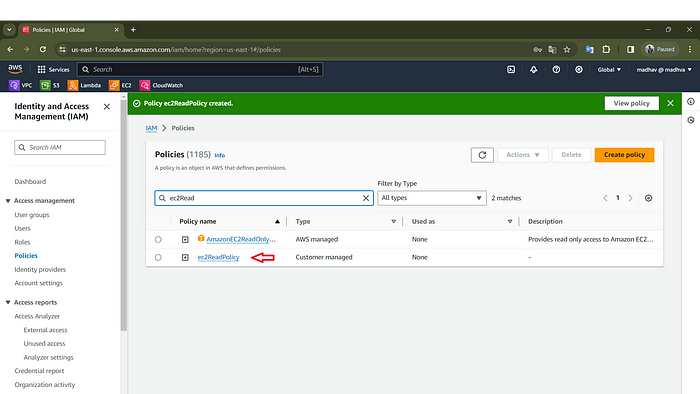 Policies | IAM | Global
us-east-1.console.aws.amazon.com/iam/home?region=us-east-1#/policies
Paused
aws
Services
Search
[Alt+S]
Global
madhav @ madhva
VPC
S3
Lambda
EC2
CloudWatch
Identity and Access
Management (IAM)
Search IAM
Dashboard
Access management
User groups
Users
Roles
Policies
Identity providers
Account settings
Access reports
Access Analyzer
External access
Unused access
Analyzer settings
Credential report
Organization activity
Policy ec2ReadPolicy created.
View policy
IAM > Policies
Policies (1185) Info
A policy is an object in AWS that defines permissions.
Actions
Delete
Create policy
Filter by Type
ec2Read
All types
2 matches
1
Policy name
Type
Used as
Description
AmazonEC2ReadOnly...
AWS managed
None
Provides read only access to Amazon EC2...
ec2ReadPolicy
Customer managed
None
-